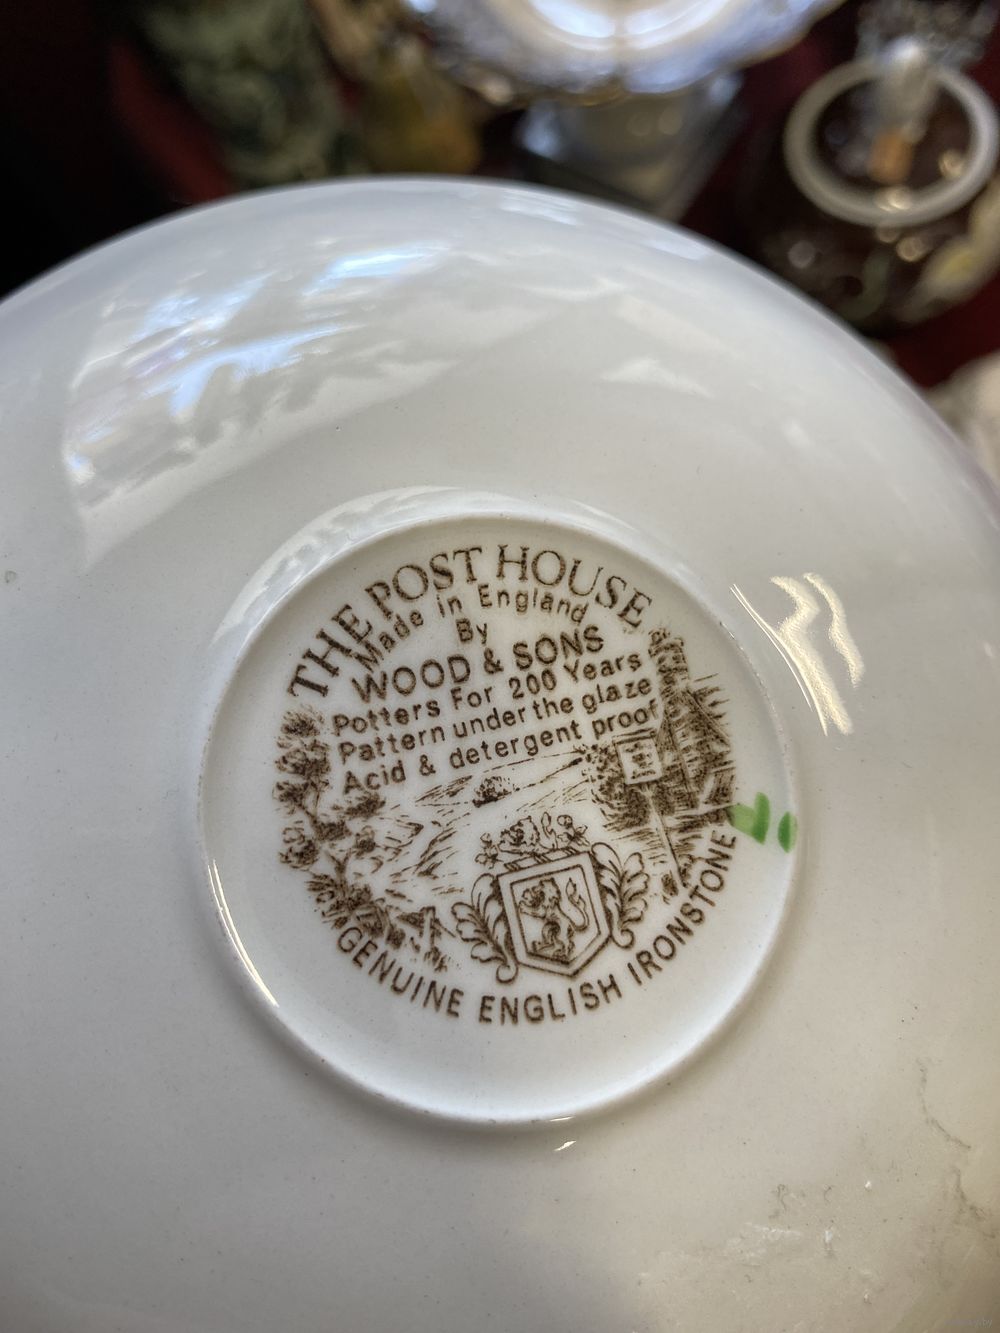 THE POST HOUSE
Made in England
By
WOOD & SONS
Potters For 200 Years
Pattern under the glaze
Acid & detergent proof
GENUINE ENGLISH IRONSTONE